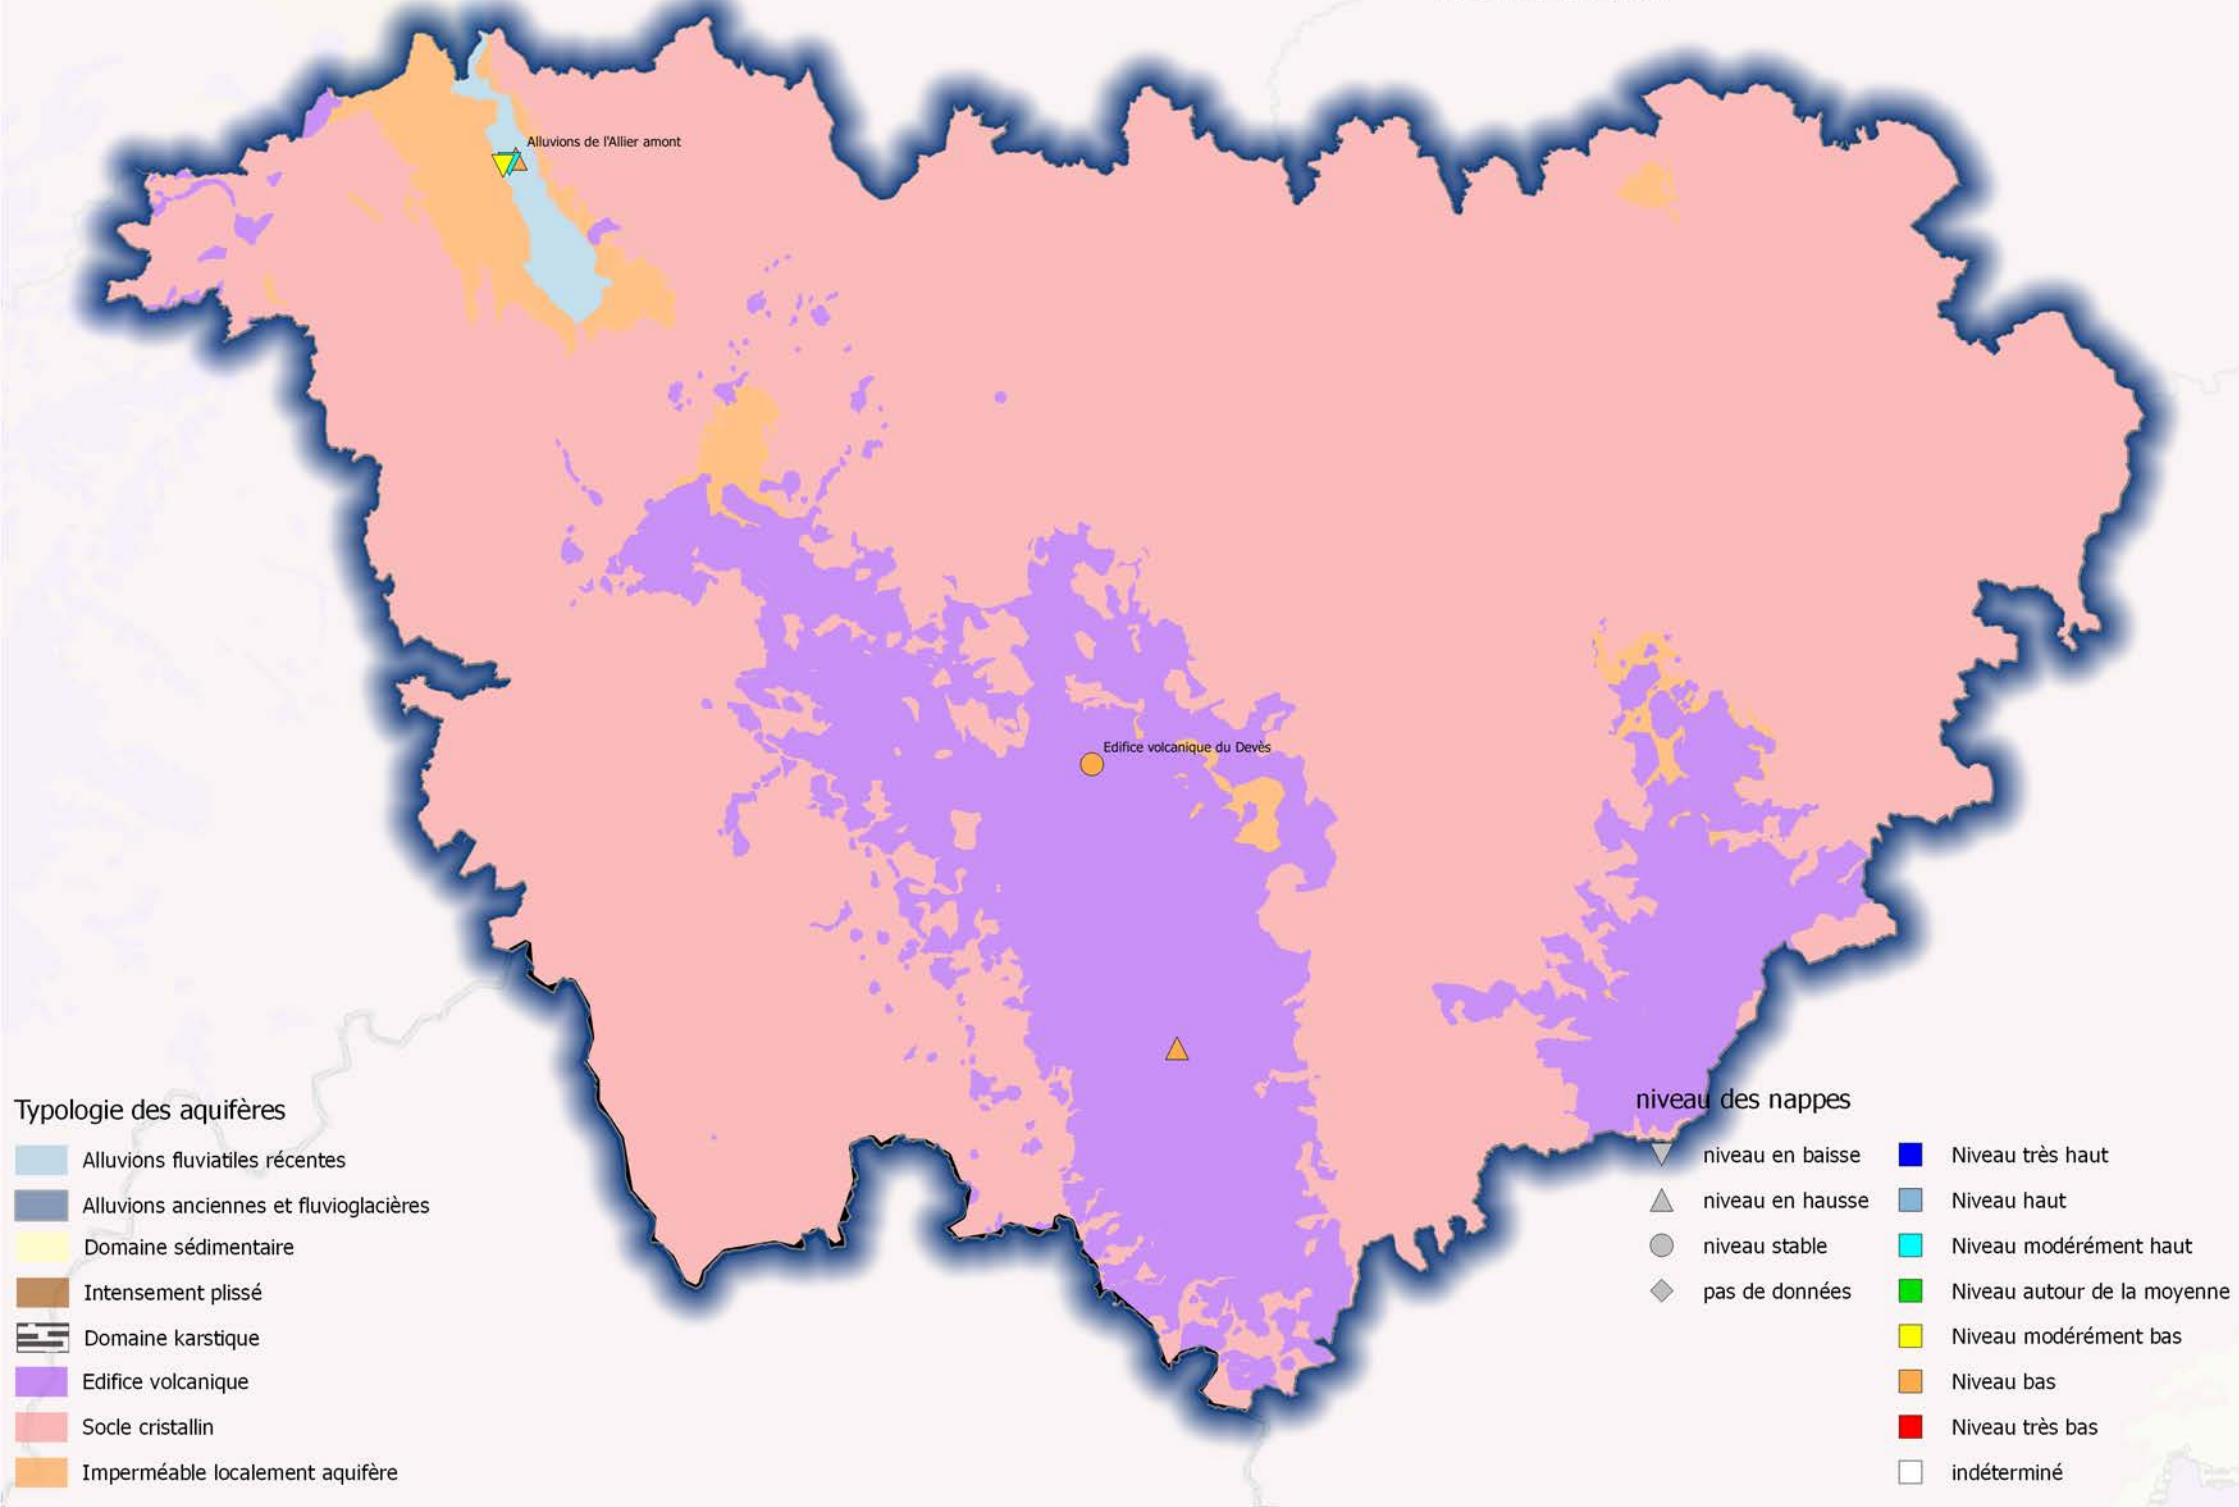 Alluvions de l'Allier amont
Edifice volcanique du Devès
Typologie des aquifères
Alluvions fluviatiles récentes
Alluvions anciennes et fluvioglacières
Domaine sédimentaire
Intensement plissé
Domaine karstique
Edifice volcanique
Socle cristallin
Imperméable localement aquifère
niveau des nappes
niveau en baisse
niveau en hausse
niveau stable
pas de données
Niveau très haut
Niveau haut
Niveau modérément haut
Niveau autour de la moyenne
Niveau modérément bas
Niveau bas
Niveau très bas
indéterminé